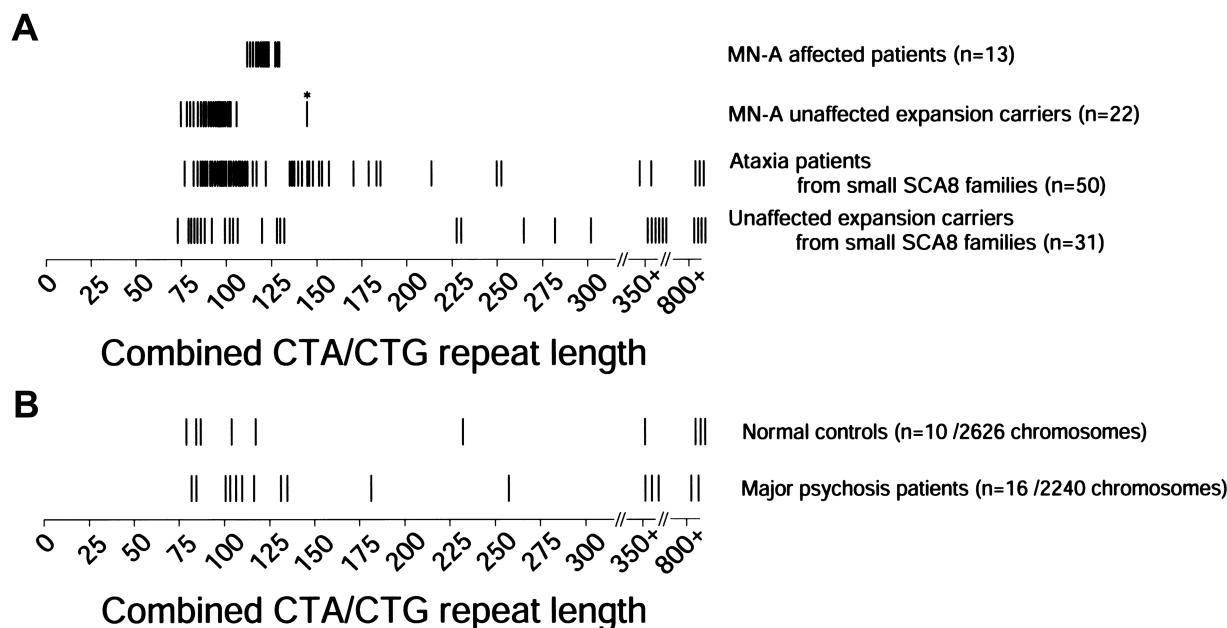 A
MN-A affected patients (n=13)
*
MN-A unaffected expansion carriers (n=22)
Ataxia patients
from small SCA8 families (n=50)
Unaffected expansion carriers
from small SCA8 families (n=31)
0 25 50 75 100 125 150 175 200 225 250 275 300 // 350+ // 800+
Combined CTA/CTG repeat length
B
Normal controls (n=10 /2626 chromosomes)
Major psychosis patients (n=16 /2240 chromosomes)
0 25 50 75 100 125 150 175 200 225 250 275 300 // 350+ // 800+
Combined CTA/CTG repeat length